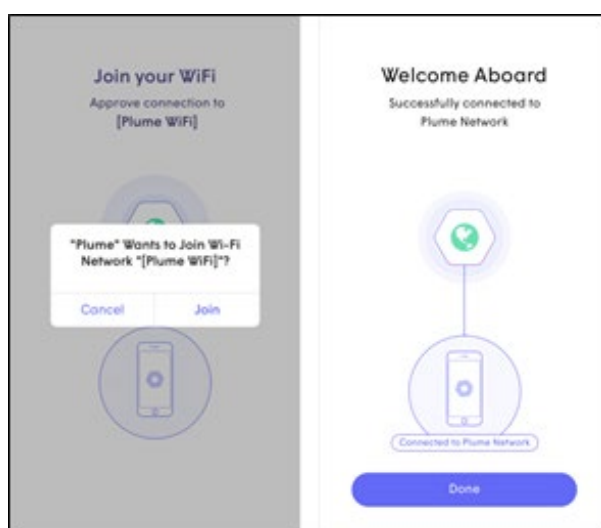 Join your WiFi
Approve connection to
[Plume WiFi]
"Plume" Wants to Join Wi-Fi
Network "[Plume WiFi]"?
Cancel
Join
Welcome Aboard
Successfully connected to
Plume Network
Connected to Plume Network
Done